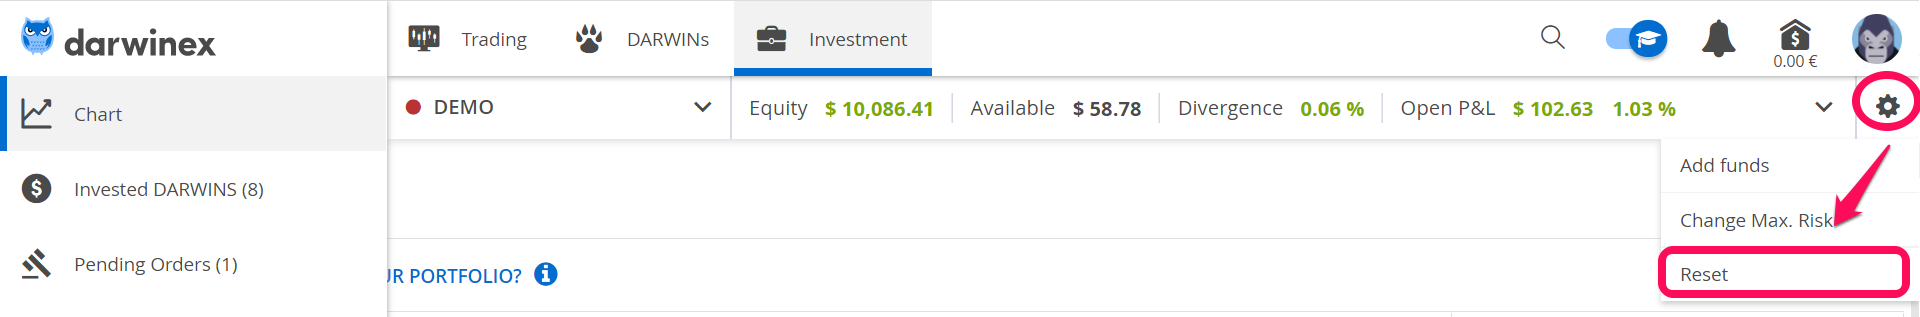 darwinex
Trading
DARWINs
Investment
0.00 €
Chart
Invested DARWINS (8)
Pending Orders (1)
DEMO
Equity $ 10,086.41 Available $ 58.78 Divergence 0.06 % Open P&L $ 102.63 1.03 %
Add funds
Change Max. Risk
Reset
UR PORTFOLIO?